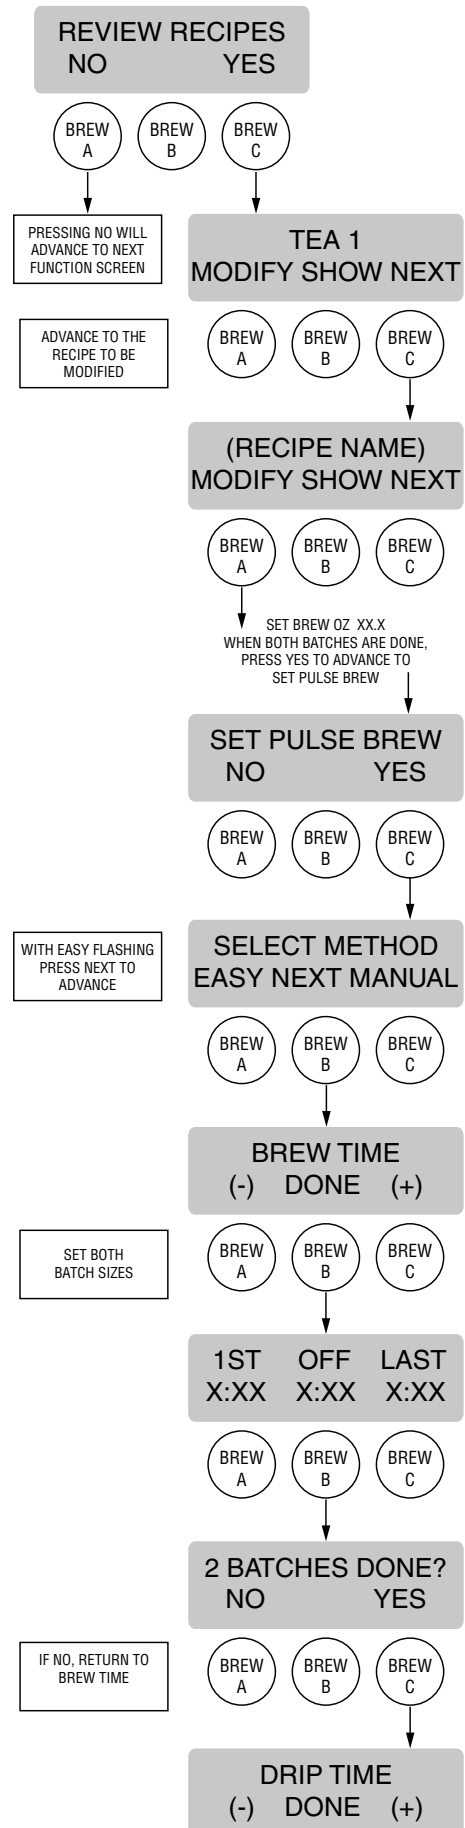 REVIEW RECIPES
NO YES
BREW
A
BREW
B
BREW
C
PRESSING NO WILL
ADVANCE TO NEXT
FUNCTION SCREEN
TEA 1
MODIFY SHOW NEXT
ADVANCE TO THE
RECIPE TO BE
MODIFIED
BREW
A
BREW
B
BREW
C
(RECIPE NAME)
MODIFY SHOW NEXT
BREW
A
BREW
B
BREW
C
SET BREW OZ XX.X
WHEN BOTH BATCHES ARE DONE,
PRESS YES TO ADVANCE TO
SET PULSE BREW
SET PULSE BREW
NO YES
BREW
A
BREW
B
BREW
C
WITH EASY FLASHING
PRESS NEXT TO
ADVANCE
SELECT METHOD
EASY NEXT MANUAL
BREW
A
BREW
B
BREW
C
BREW TIME
(-) DONE (+)
SET BOTH
BATCH SIZES
BREW
A
BREW
B
BREW
C
1ST OFF LAST
X:XX X:XX X:XX
BREW
A
BREW
B
BREW
C
2 BATCHES DONE?
NO YES
IF NO, RETURN TO
BREW TIME
BREW
A
BREW
B
BREW
C
DRIP TIME
(-) DONE (+)